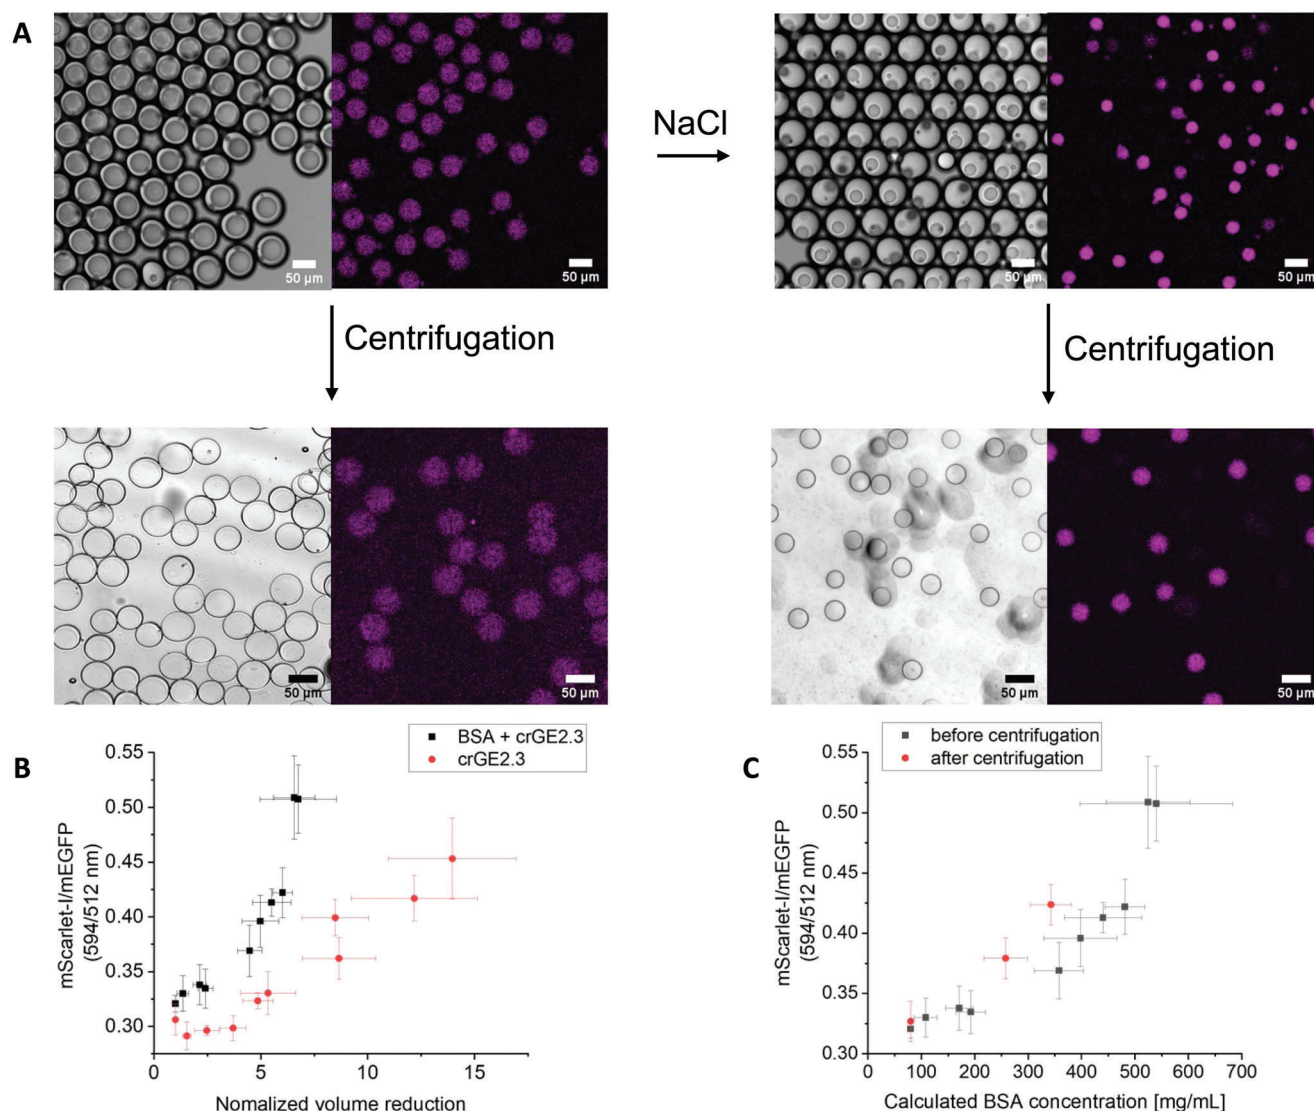 A
NaCl
50 µm
50 µm
50 µm
50 µm
Centrifugation
Centrifugation
50 µm
50 µm
50 µm
50 µm
B
BSA + crGE2.3
crGE2.3
mScarlet-I/mEGFP
(594/512 nm)
0.55
0.50
0.45
0.40
0.35
0.30
0
5
10
15
Nomalized volume reduction
C
before centrifugation
after centrifugation
mScarlet-I/mEGFP
(594/512 nm)
0.55
0.50
0.45
0.40
0.35
0.30
0
100
200
300
400
500
600
700
Calculated BSA concentration [mg/mL]